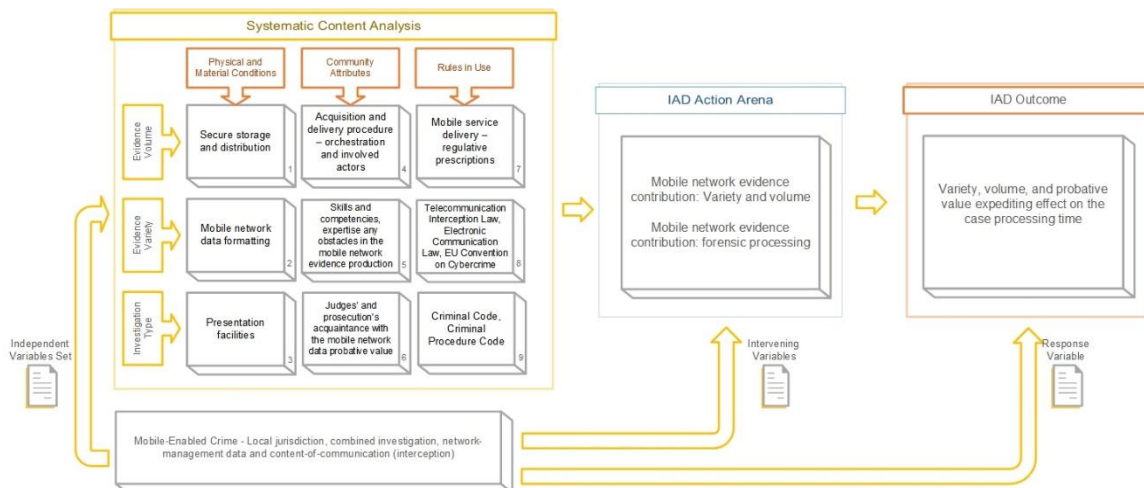 Systematic Content Analysis
Physical and
Material Conditions
Community
Attributes
Rules in Use
Evidence
Volume
Secure storage
and distribution
1
Acquisition and
delivery procedure
– orchestration
and involved
actors
4
Mobile service
delivery –
regulative
prescriptions
7
Evidence
Variety
Mobile network
data formatting
2
Skills and
competencies,
expertise any
obstacles in the
mobile network
evidence production
5
Telecommunication
Interception Law,
Electronic
Communication
Law, EU Convention
on Cybercrime
8
Investigation
Type
Presentation
facilities
3
Judges' and
prosecution's
acquaintance with
the mobile network
data probative value
6
Criminal Code,
Criminal
Procedure Code
9
IAD Action Arena
Mobile network evidence
contribution: Variety and volume
Mobile network evidence
contribution: forensic processing
IAD Outcome
Variety, volume, and probative
value expediting effect on the
case processing time
Independent
Variables Set
Intervening
Variables
Response
Variable
Mobile-Enabled Crime - Local jurisdiction, combined investigation, network-
management data and content-of-communication (interception)